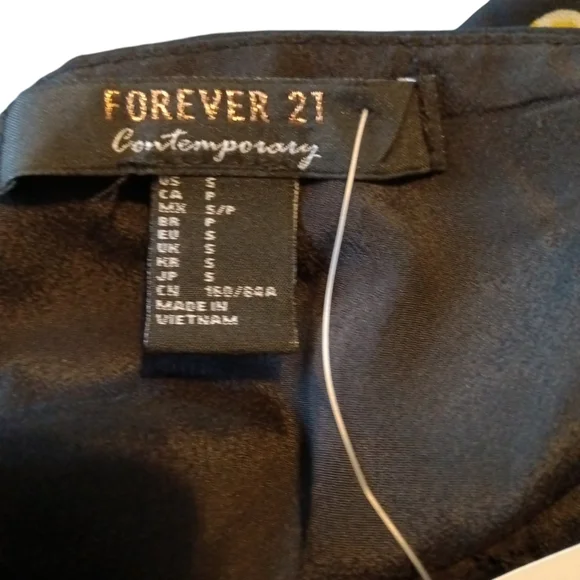 FOREVER 21
Contemporary
US S
CA P
MX S/P
BR P
EU S
UK S
KR S
JP S
CN 160/84A
MADE IN
VIETNAM